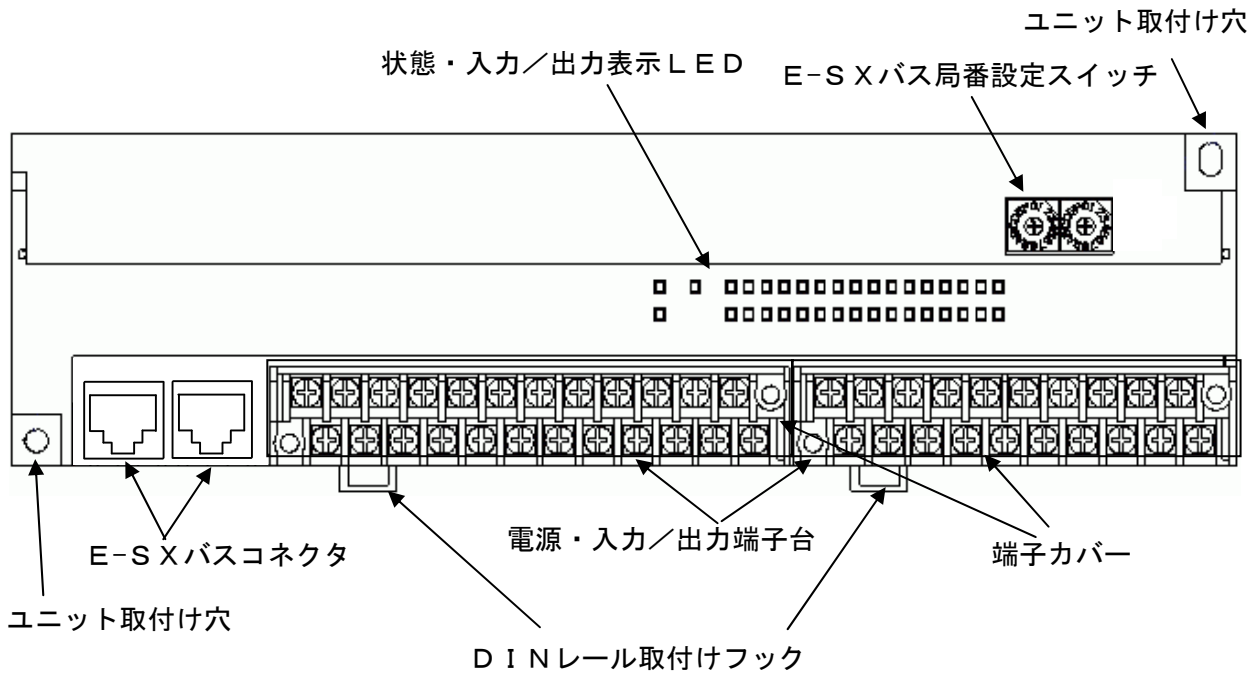 ユニット取付け穴
状態・入力／出力表示ＬＥＤ
E−ＳＸバス局番設定スイッチ
電源・入力／出力端子台
端子カバー
E−ＳＸバスコネクタ
ユニット取付け穴
ＤＩＮレール取付けフック